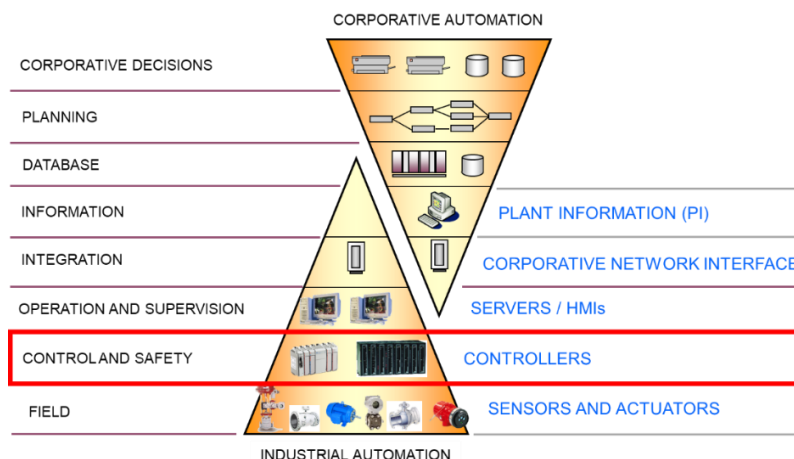 CORPORATIVE AUTOMATION
CORPORATIVE DECISIONS
PLANNING
DATABASE
INFORMATION
PLANT INFORMATION (PI)
INTEGRATION
CORPORATIVE NETWORK INTERFACE
OPERATION AND SUPERVISION
SERVERS / HMIs
CONTROL AND SAFETY
CONTROLLERS
FIELD
SENSORS AND ACTUATORS
INDUSTRIAL AUTOMATION